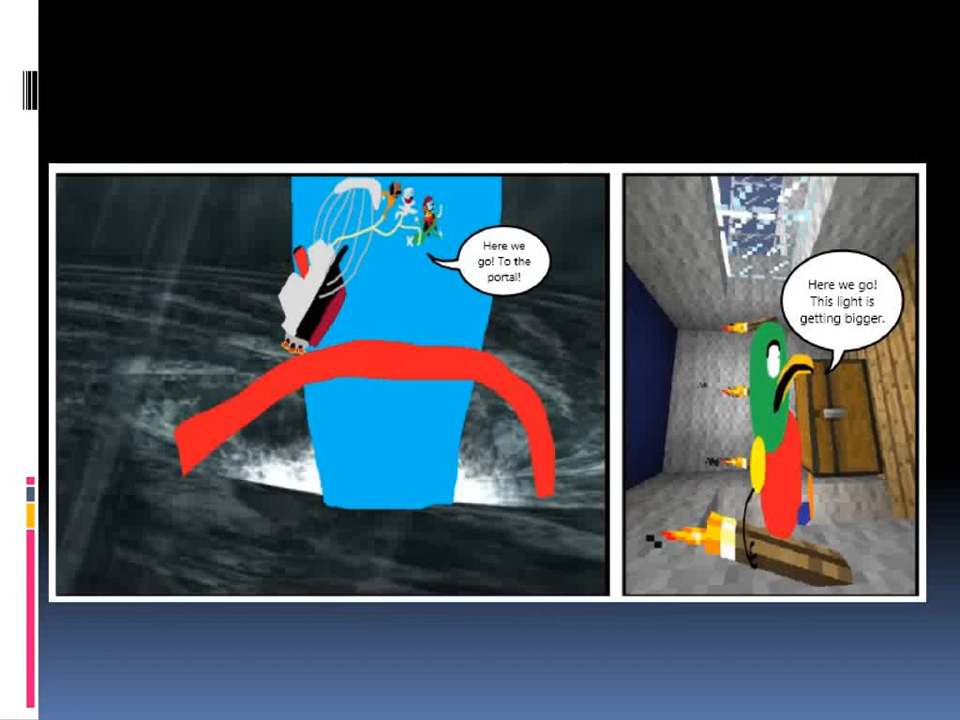 Here we
go! To the
portal!
Here we go!
This light is
getting bigger.